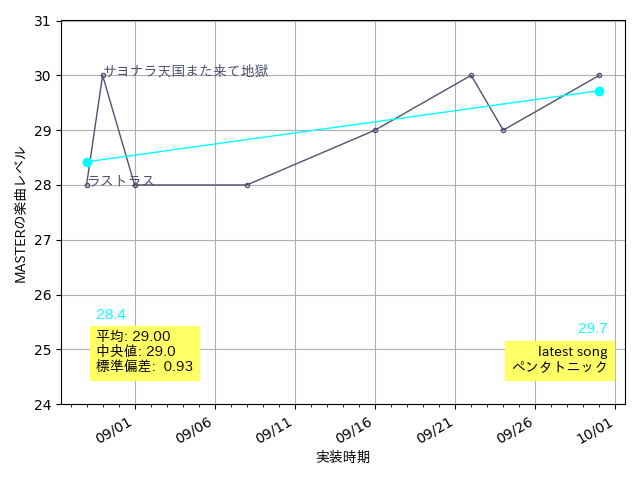 31
30
29
28
27
26
25
24
MASTERの楽曲レベル
サヨナラ天国また来て地獄
ラストラス
28.4
平均: 29.00
中央値: 29.0
標準偏差: 0.93
29.7
latest song
ペンタトニック
09/01
09/06
09/11
09/16
09/21
09/26
10/01
実装時期